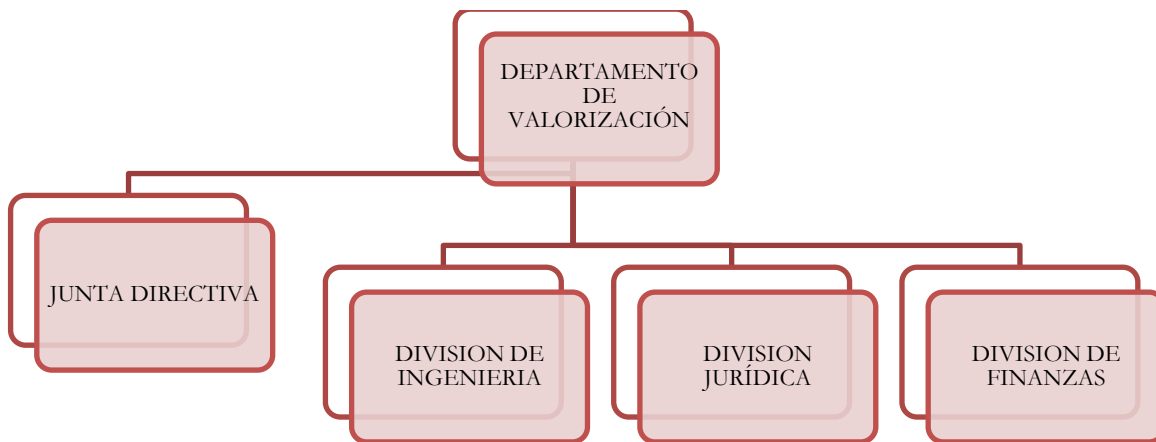 DEPARTAMENTO
DE
VALORIZACIÓN
JUNTA DIRECTIVA
DIVISION DE
INGENIERIA
DIVISION
JURÍDICA
DIVISION DE
FINANZAS